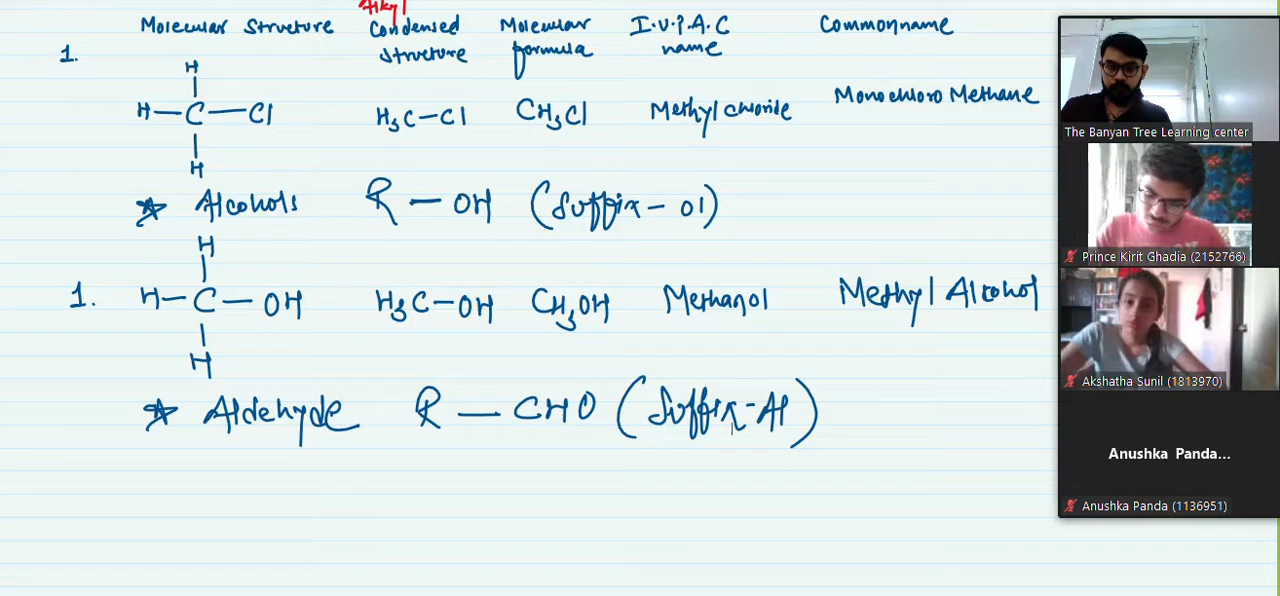 Alkyl
Molecular Structure Condensed Structure Molecular formula I.U.P.A.C name Commonname
1.
H
H—C—Cl H3C—Cl CH3Cl Methyl chloride Monochloro Methane
H
☆ Alcohols R—OH (Suffix - ol)
H
1. H—C—OH H3C—OH CH3OH Methanol Methyl Alcohol
H
☆ Aldehyde R—CHO (Suffix-Al)
The Banyan Tree Learning center
Prince Kirit Ghadia (2152766)
Akshatha Sunil (1813970)
Anushka Panda...
Anushka Panda (1136951)